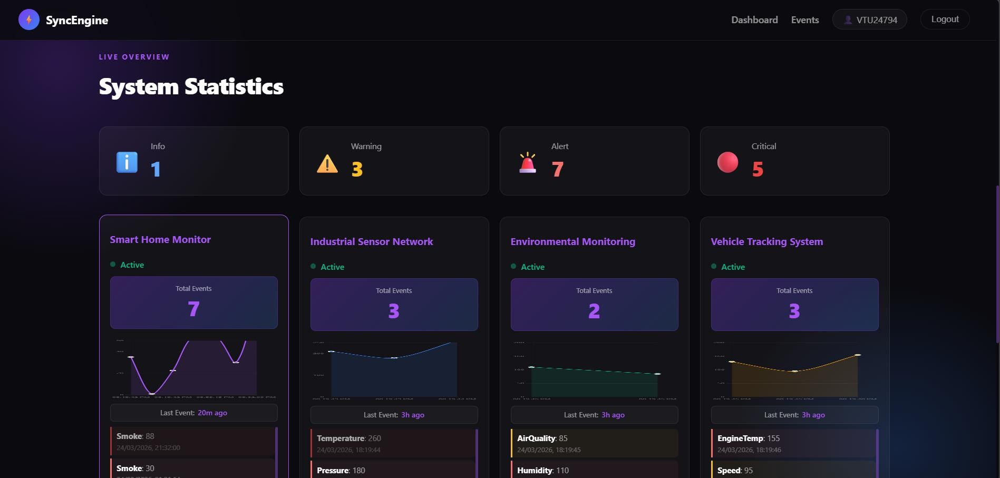 SyncEngine
Dashboard
Events
VTU24794
Logout
LIVE OVERVIEW
System Statistics
Info
1
Warning
3
Alert
7
Critical
5
Smart Home Monitor
Active
Total Events
7
Last Event: 20m ago
Smoke: 88
24/03/2026, 21:32:00
Smoke: 30
Industrial Sensor Network
Active
Total Events
3
Last Event: 3h ago
Temperature: 260
24/03/2026, 18:19:44
Pressure: 180
Environmental Monitoring
Active
Total Events
2
Last Event: 3h ago
AirQuality: 85
24/03/2026, 18:19:45
Humidity: 110
Vehicle Tracking System
Active
Total Events
3
Last Event: 3h ago
EngineTemp: 155
24/03/2026, 18:19:46
Speed: 95